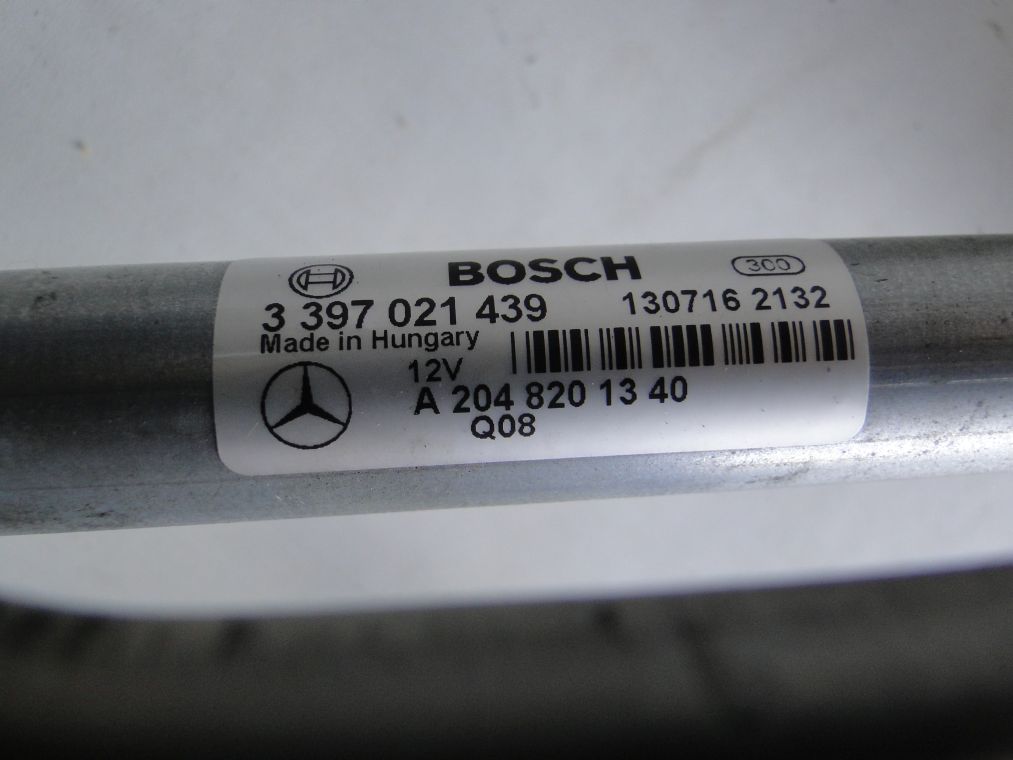 BOSCH 300
3 397 021 439 130716 2132
Made in Hungary
12V
A 204 820 13 40
Q08